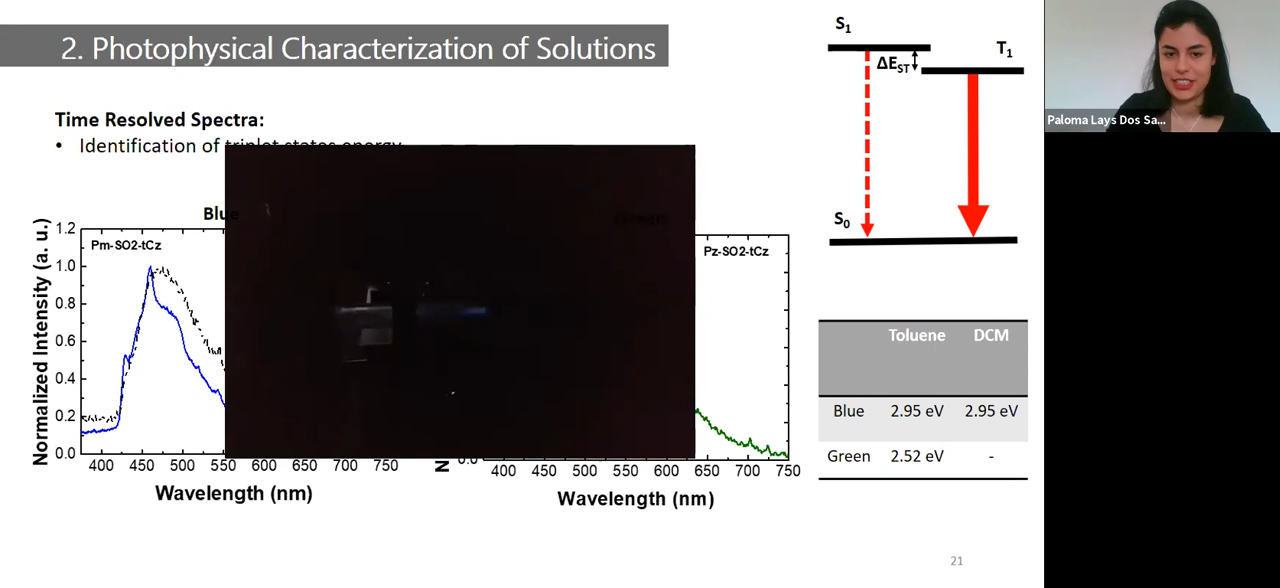 2. Photophysical Characterization of Solutions
Time Resolved Spectra:
• Identification of triplet states energy
Blue
Normalized Intensity (a. u.)
1.2
1.0
0.8
0.6
0.4
0.2
0.0
Pm-SO2-tCz
400 450 500 550 600 650 700 750
Wavelength (nm)
Pz-SO2-tCz
N
0.0
400 450 500 550 600 650 700 750
Wavelength (nm)
S1
T1
ΔEST
S0
Toluene DCM
Blue 2.95 eV 2.95 eV
Green 2.52 eV -
21
Paloma Lays Dos Sa...